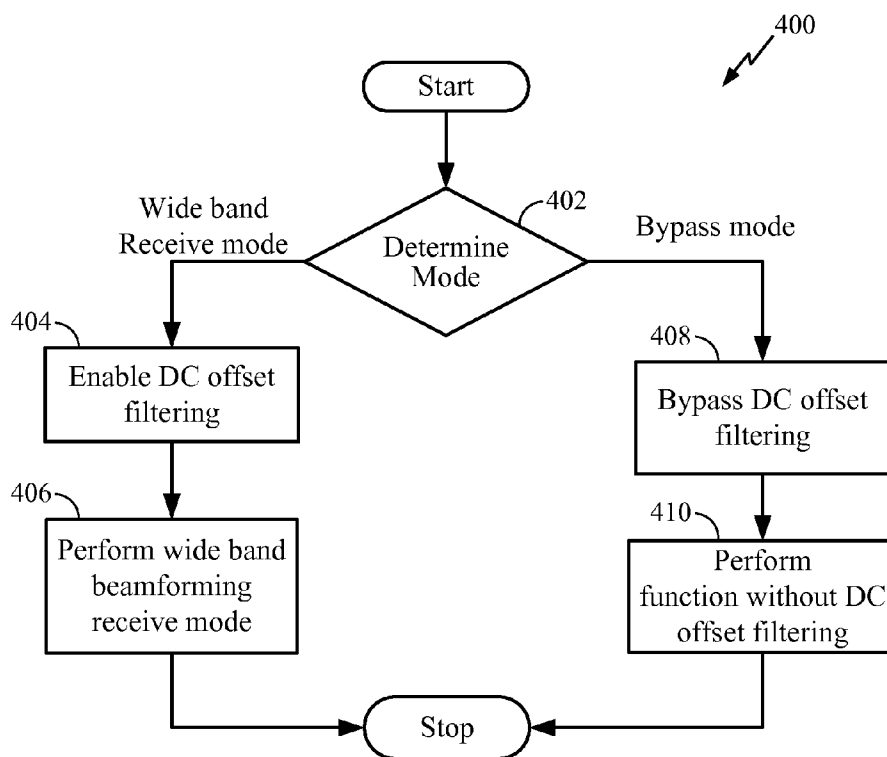 400
Start
402
Wide band
Receive mode
Determine
Mode
Bypass mode
404
Enable DC offset
filtering
408
Bypass DC offset
filtering
406
Perform wide band
beamforming
receive mode
410
Perform
function without DC
offset filtering
Stop